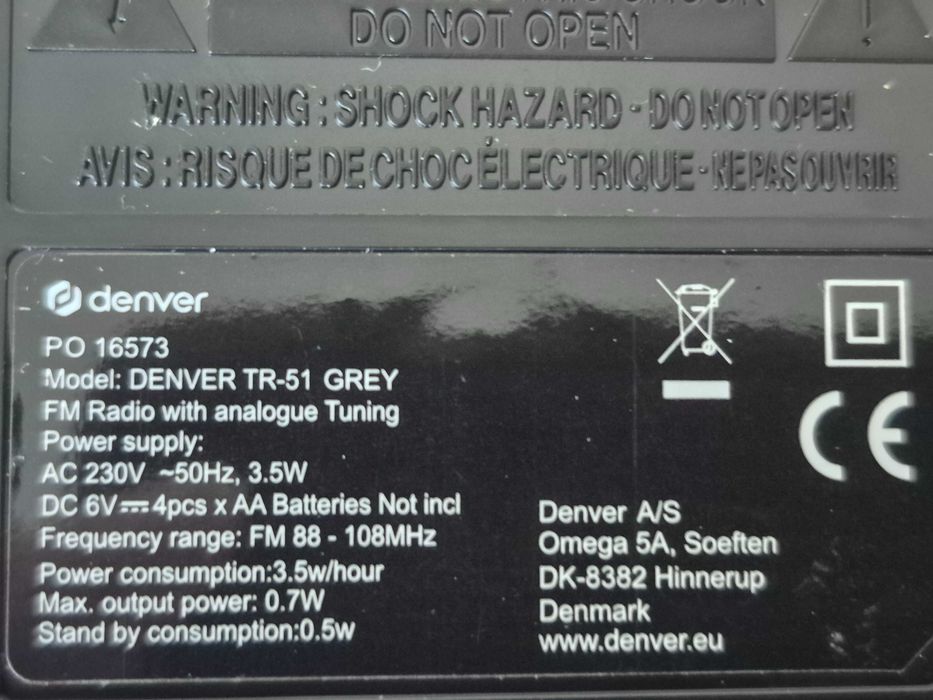 DO NOT OPEN
WARNING : SHOCK HAZARD - DO NOT OPEN
AVIS : RISQUE DE CHOC ÉLECTRIQUE - NE PAS OUVRIR
denver
PO 16573
Model: DENVER TR-51 GREY
FM Radio with analogue Tuning
Power supply:
AC 230V ~50Hz, 3.5W
DC 6V⎓4pcs x AA Batteries Not incl
Frequency range: FM 88 - 108MHz
Power consumption:3.5w/hour
Max. output power: 0.7W
Stand by consumption:0.5w
CE
Denver A/S
Omega 5A, Soeften
DK-8382 Hinnerup
Denmark
www.denver.eu